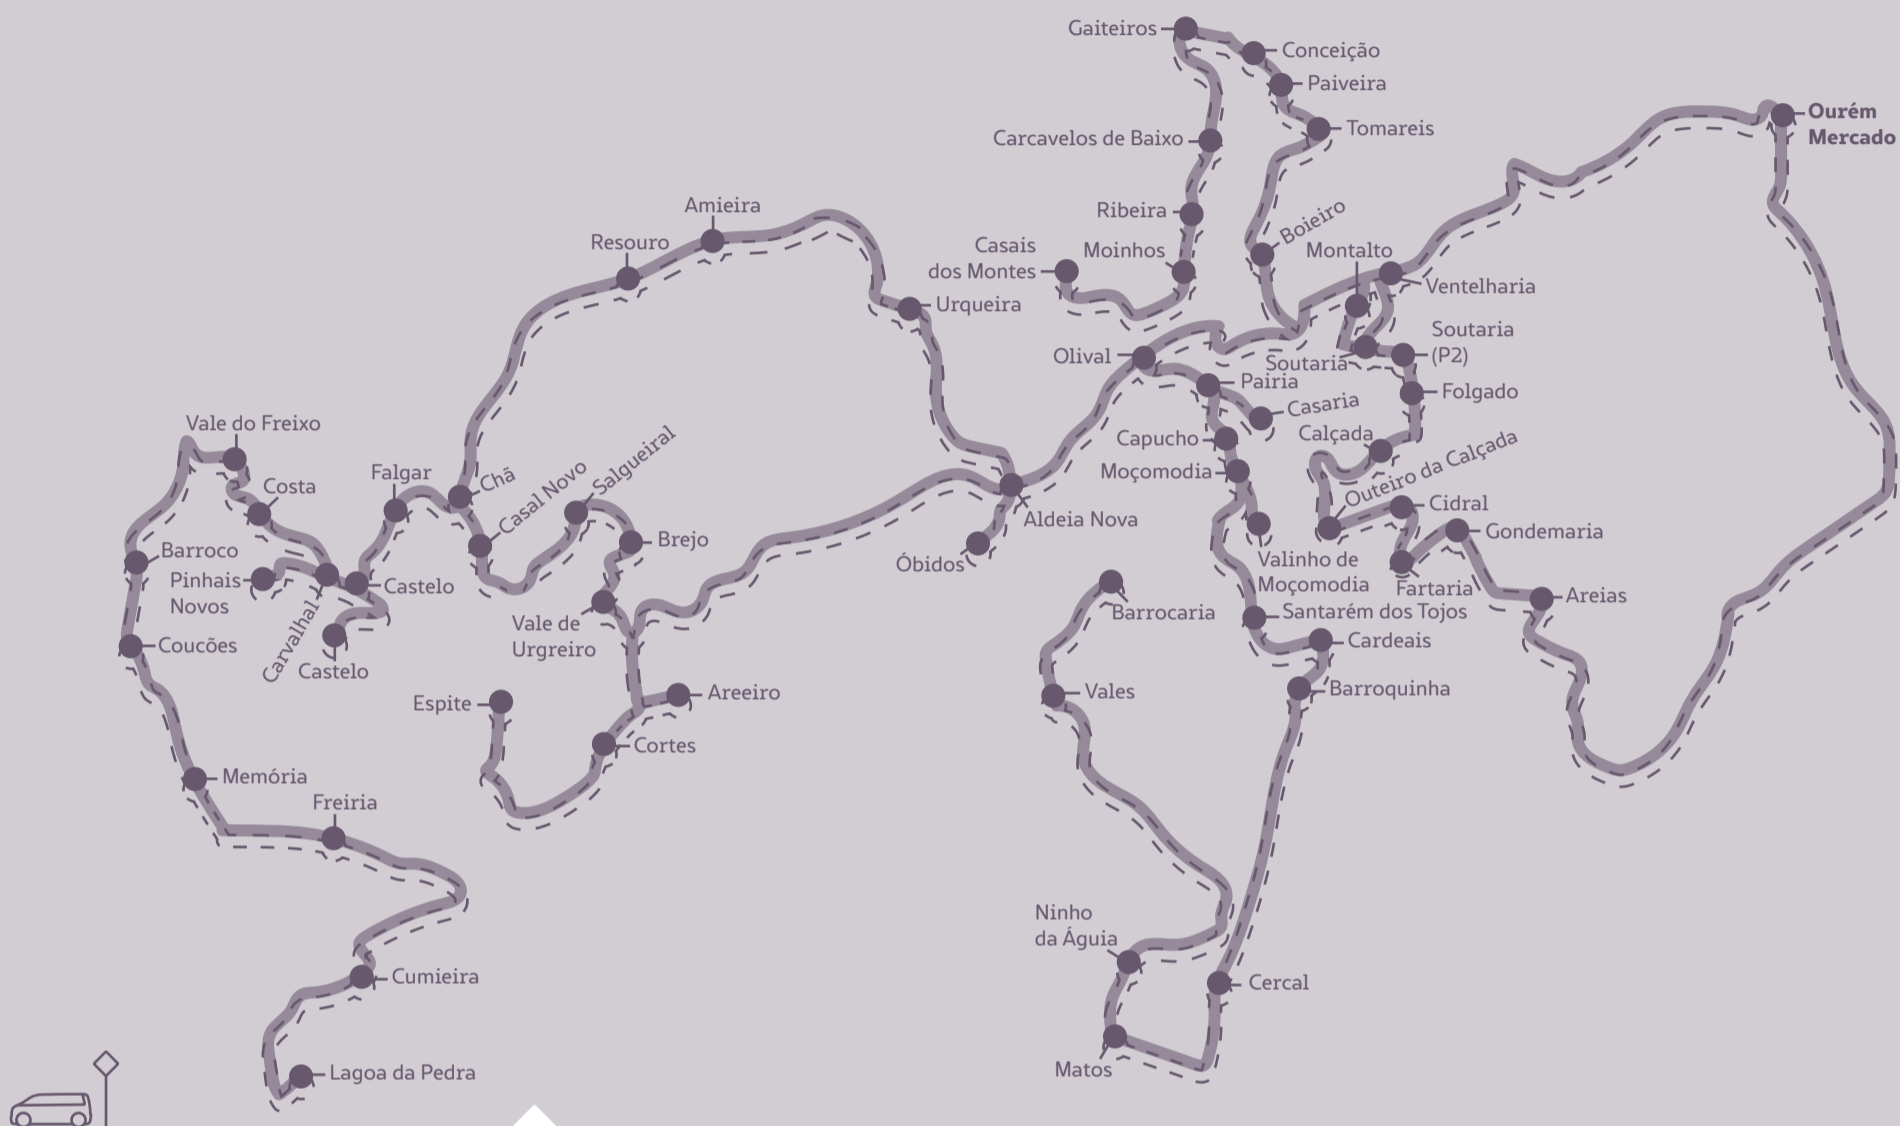 Gaiteiros
Conceição
Paiveira
Ourém
Mercado
Tomareis
Carcavelos de Baixo
Amieira
Ribeira
Boieiro
Resouro
Casais
dos Montes
Moinhos
Montalto
Ventelharia
Urqueira
Soutaria
(P2)
Olival
Soutaria
Pairia
Folgado
Casaria
Vale do Freixo
Capucho
Calçada
Falgar
Chã
Casal Novo
Salgueiral
Moçomodia
Outeiro da Calçada
Costa
Cidral
Aldeia Nova
Gondemaria
Brejo
Barroco
Óbidos
Valinho de
Moçomodia
Pinhais
Novos
Castelo
Fartaria
Areias
Barrocaria
Santarém dos Tojos
Vale de
Urgreiro
Coucões
Carvalhal
Cardeais
Castelo
Espite
Areeiro
Vales
Barroquinha
Cortes
Memória
Freiria
Ninho
da Águia
Cumieira
Cercal
Lagoa da Pedra
Matos